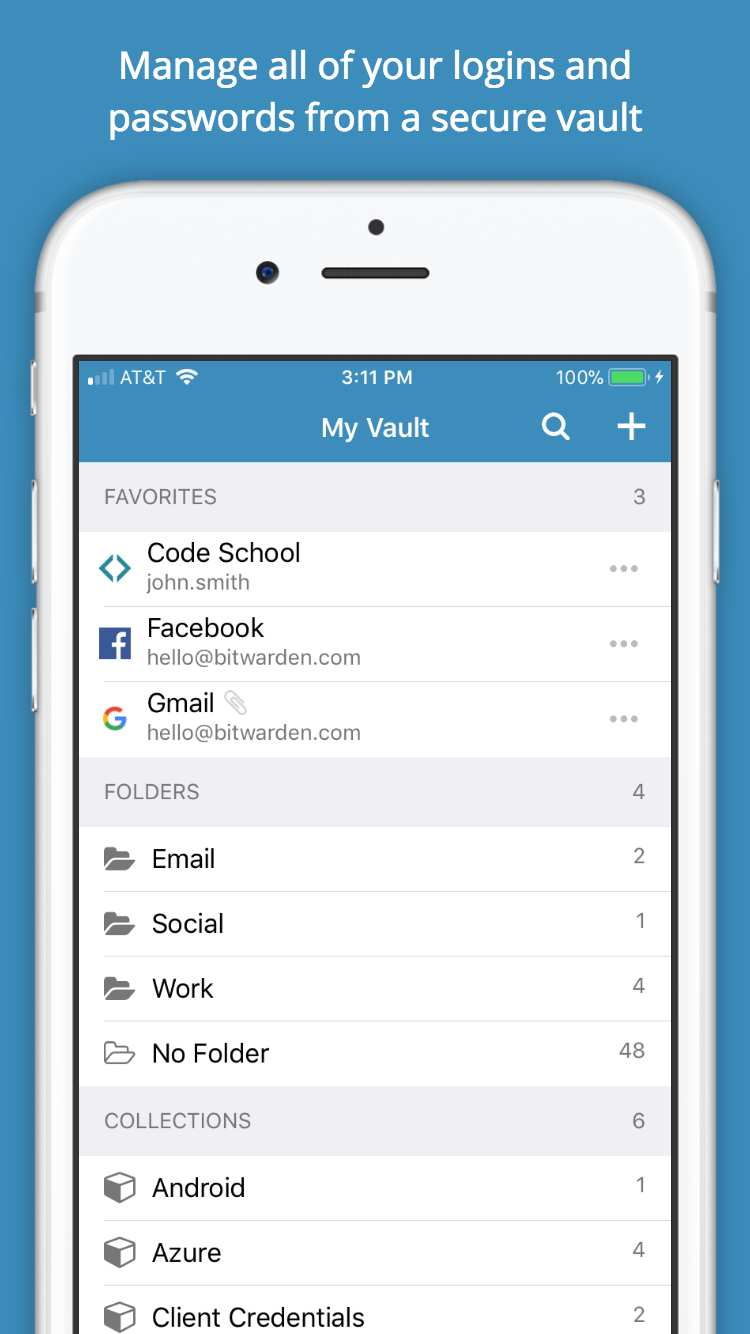 Manage all of your logins and
passwords from a secure vault
AT&T 3:11 PM 100%
My Vault
FAVORITES 3
Code School
john.smith
Facebook
hello@bitwarden.com
Gmail
hello@bitwarden.com
FOLDERS 4
Email 2
Social 1
Work 4
No Folder 48
COLLECTIONS 6
Android 1
Azure 4
Client Credentials 2